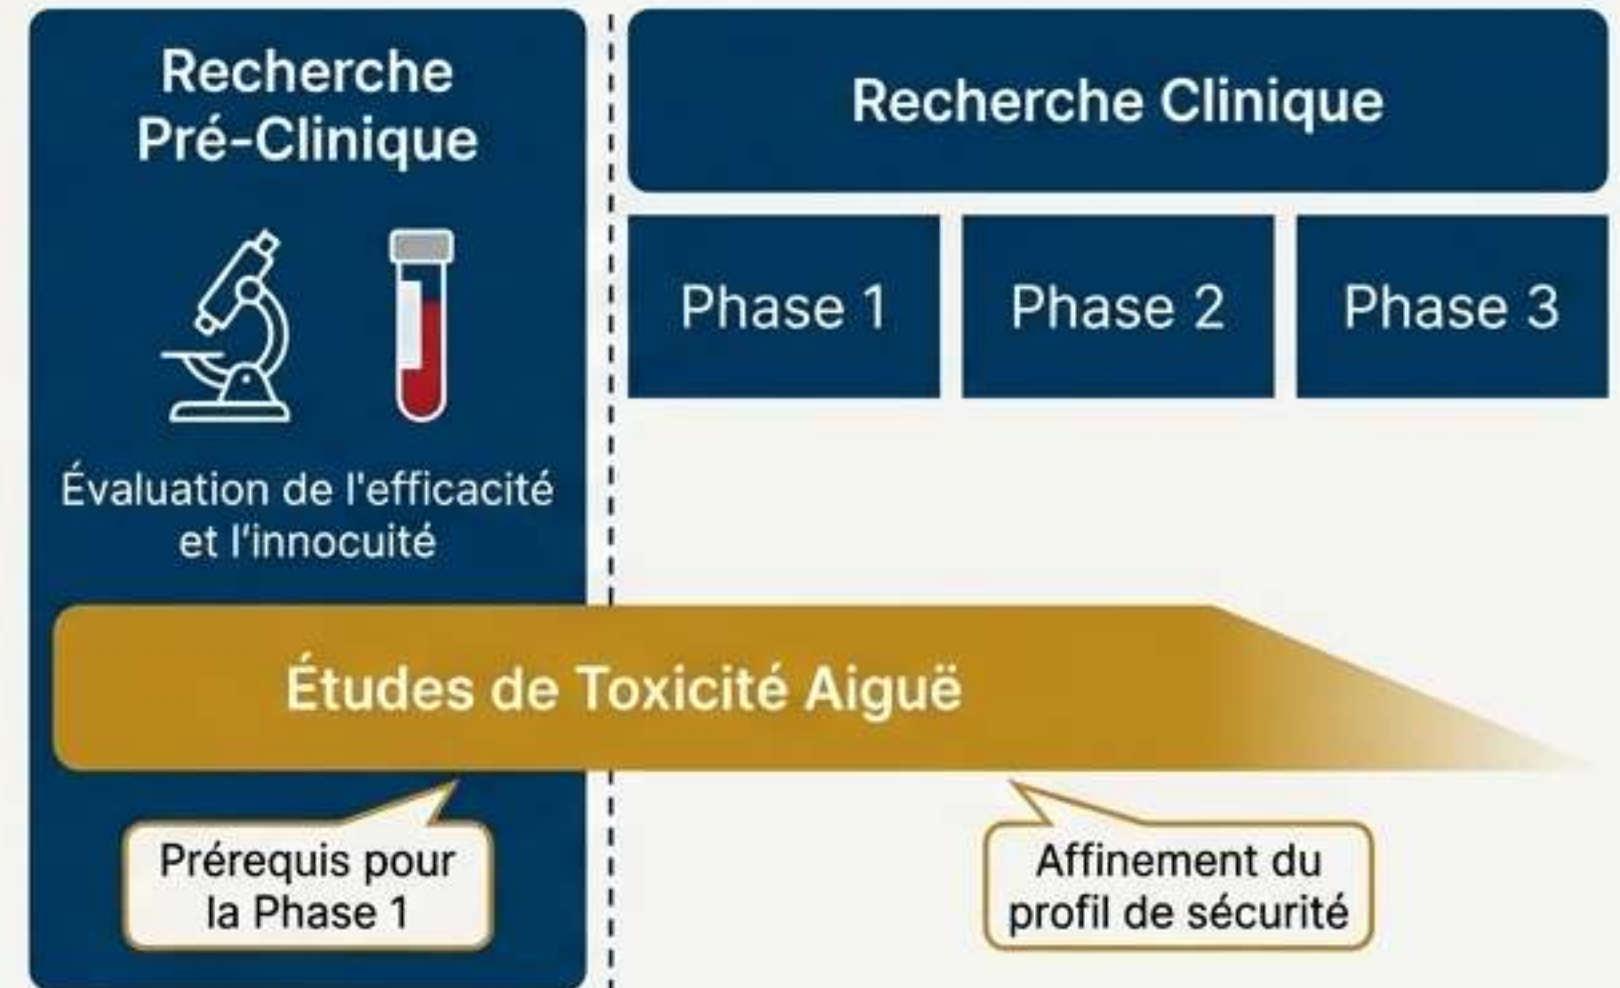 Recherche
Pré-Clinique
Évaluation de l'efficacité
et l'innocuité
Recherche Clinique
Phase 1
Phase 2
Phase 3
Études de Toxicité Aiguë
Prérequis pour
la Phase 1
Affinement du
profil de sécurité